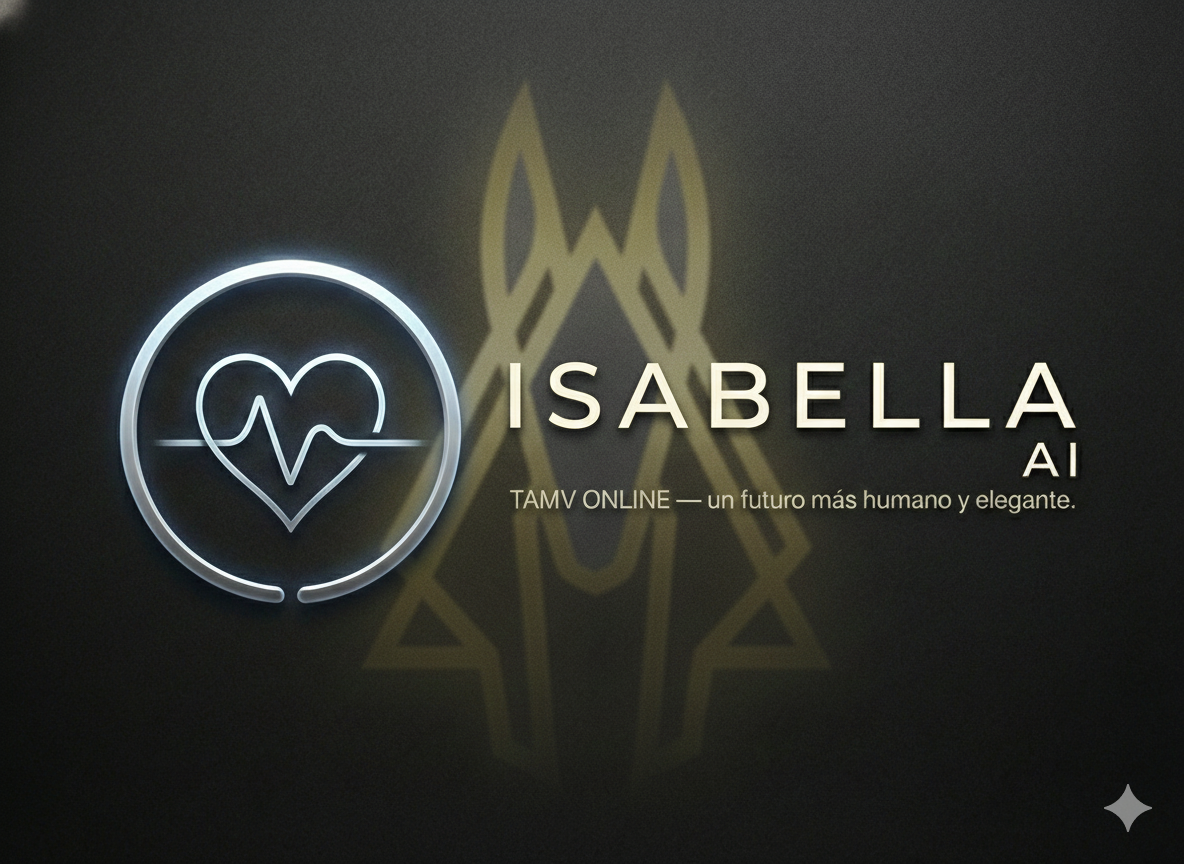 ISABELLA
AI
TAMV ONLINE — un futuro más humano y elegante.